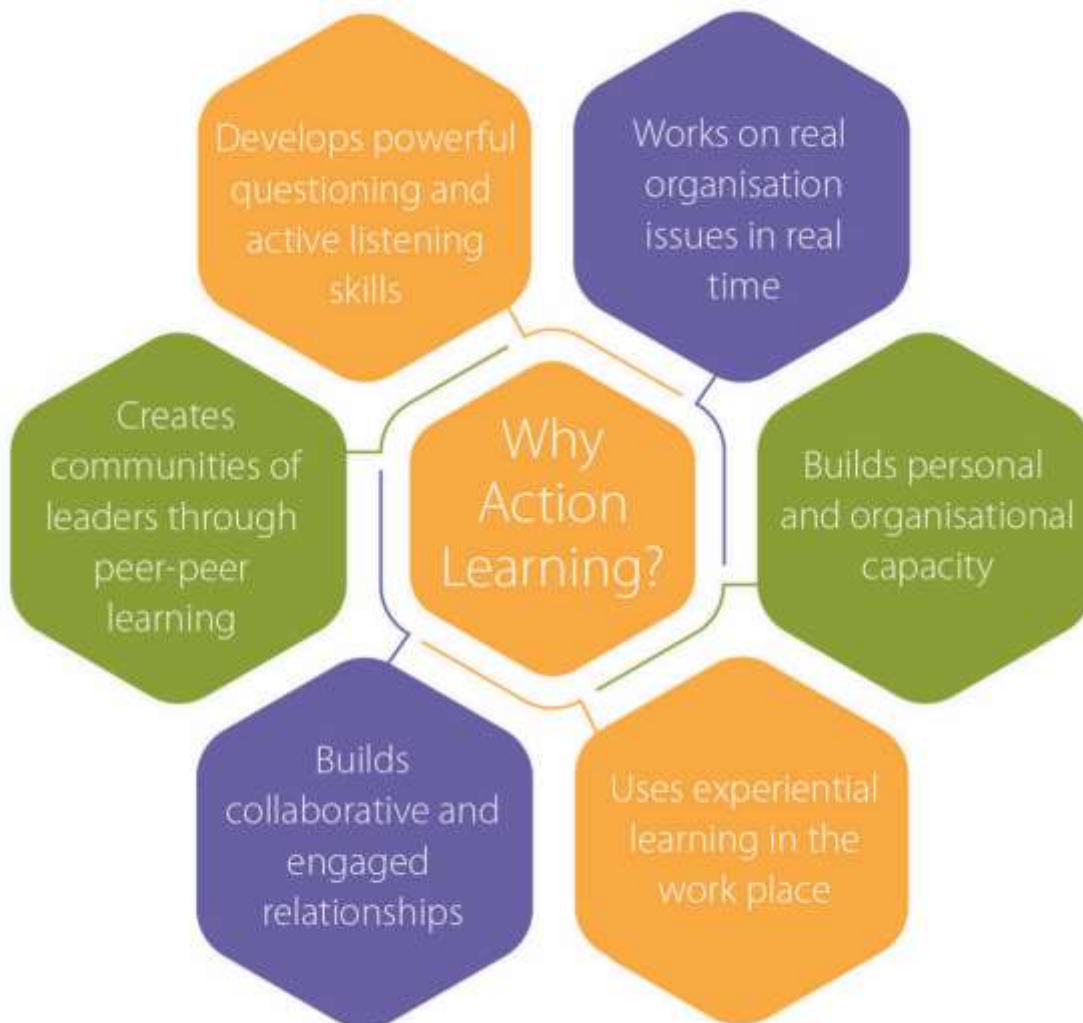 Develops powerful
questioning and
active listening
skills
Works on real
organisation
issues in real
time
Creates
communities of
leaders through
peer-peer
learning
Why
Action
Learning?
Builds personal
and organisational
capacity
Builds
collaborative and
engaged
relationships
Uses experiential
learning in the
work place